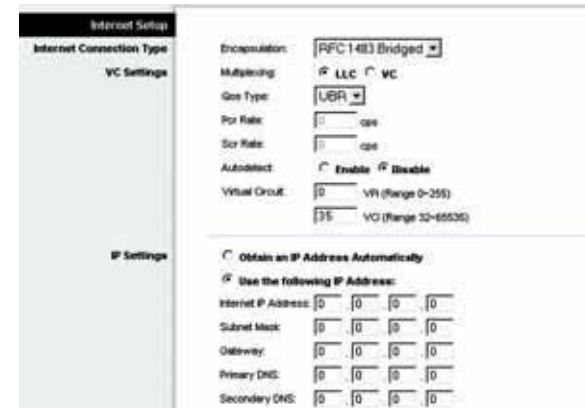 Internet Setup
Internet Connection Type
Encapsulation: RFC 1483 Bridged
VC Settings
Multiplexing: LLC VC
Qos Type: UBR
Pcr Rate: 0 cps
Scr Rate: 0 cps
Autodetect: Enable Disable
Virtual Circuit: 0 VPI (Range 0~255)
35 VCI (Range 32~65535)
IP Settings
Obtain an IP Address Automatically
Use the following IP Address:
Internet IP Address: 0 . 0 . 0 . 0
Subnet Mask: 0 . 0 . 0 . 0
Gateway: 0 . 0 . 0 . 0
Primary DNS: 0 . 0 . 0 . 0
Secondary DNS: 0 . 0 . 0 . 0